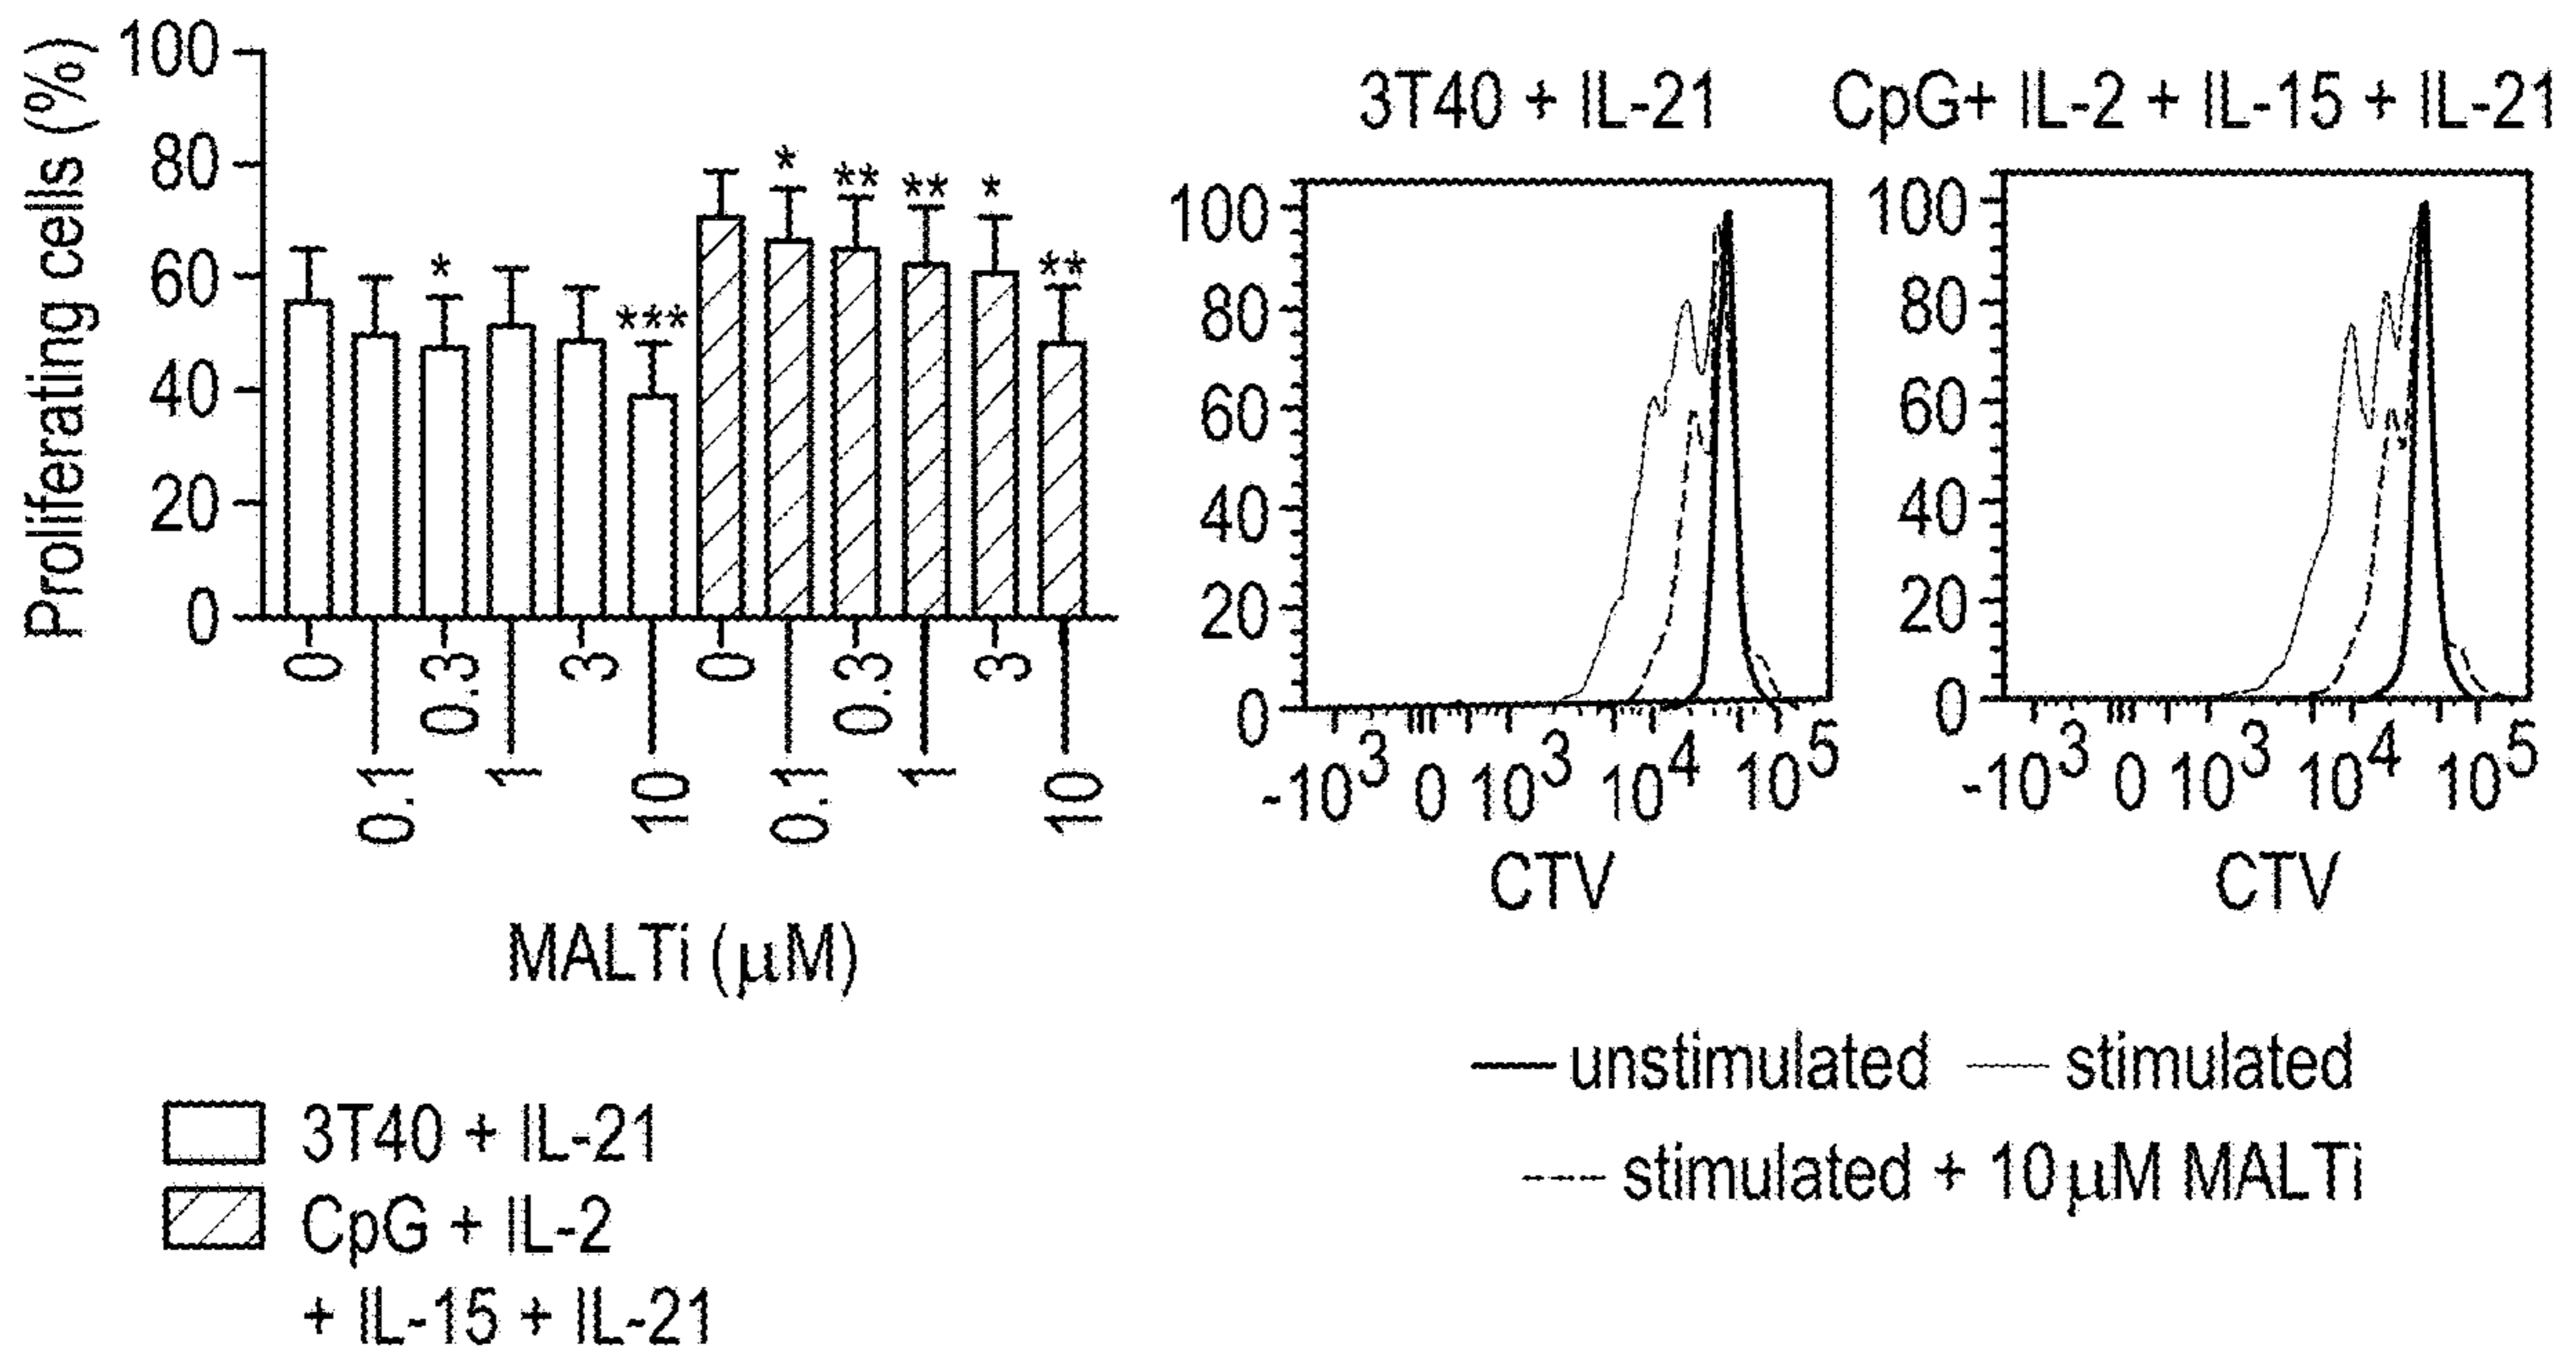 Proliferating cells (%)
100
80
60
40
20
0
*
***
*
**
**
*
**
0
0.1
0.3
1
3
10
0
0.1
0.3
1
3
10
MALTi (µM)
3T40 + IL-21
CpG + IL-2
+ IL-15 + IL-21
3T40 + IL-21
100
80
60
40
20
0
-10³ 0 10³ 10⁴ 10⁵
CTV
CpG+ IL-2 + IL-15 + IL-21
100
80
60
40
20
0
-10³ 0 10³ 10⁴ 10⁵
CTV
unstimulated stimulated
stimulated + 10µM MALTi